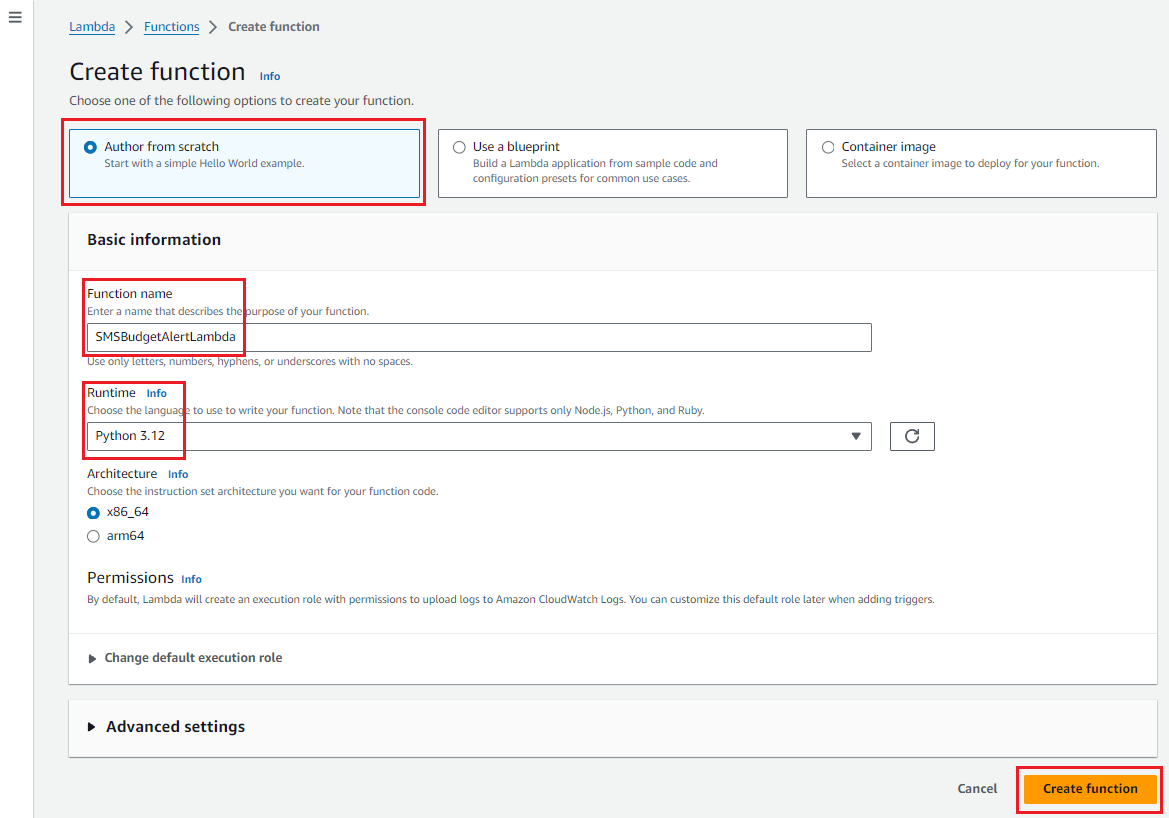 Lambda > Functions > Create function
Create function Info
Choose one of the following options to create your function.
Author from scratch
Start with a simple Hello World example.
Use a blueprint
Build a Lambda application from sample code and
configuration presets for common use cases.
Container image
Select a container image to deploy for your function.
Basic information
Function name
Enter a name that describes the purpose of your function.
SMSBudgetAlertLambda
Use only letters, numbers, hyphens, or underscores with no spaces.
Runtime Info
Choose the language to use to write your function. Note that the console code editor supports only Node.js, Python, and Ruby.
Python 3.12
Architecture Info
Choose the instruction set architecture you want for your function code.
x86_64
arm64
Permissions Info
By default, Lambda will create an execution role with permissions to upload logs to Amazon CloudWatch Logs. You can customize this default role later when adding triggers.
Change default execution role
Advanced settings
Cancel
Create function